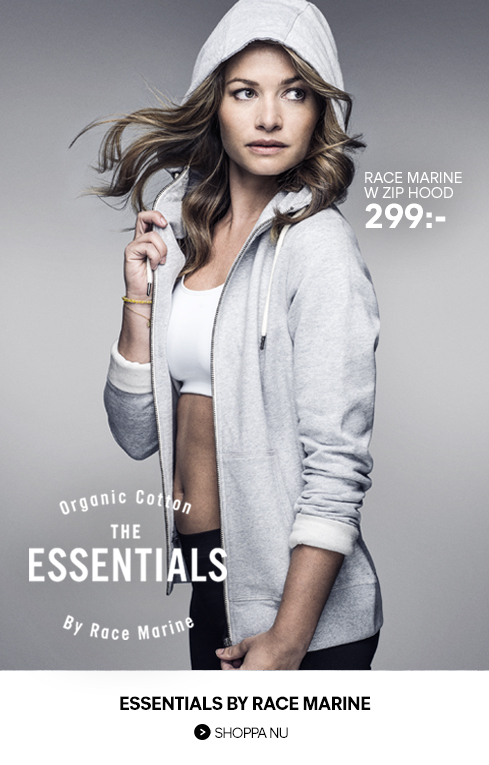 RACE MARINE
W ZIP HOOD
299:-
Organic Cotton
THE
ESSENTIALS
By Race Marine
ESSENTIALS BY RACE MARINE
SHOPPA NU